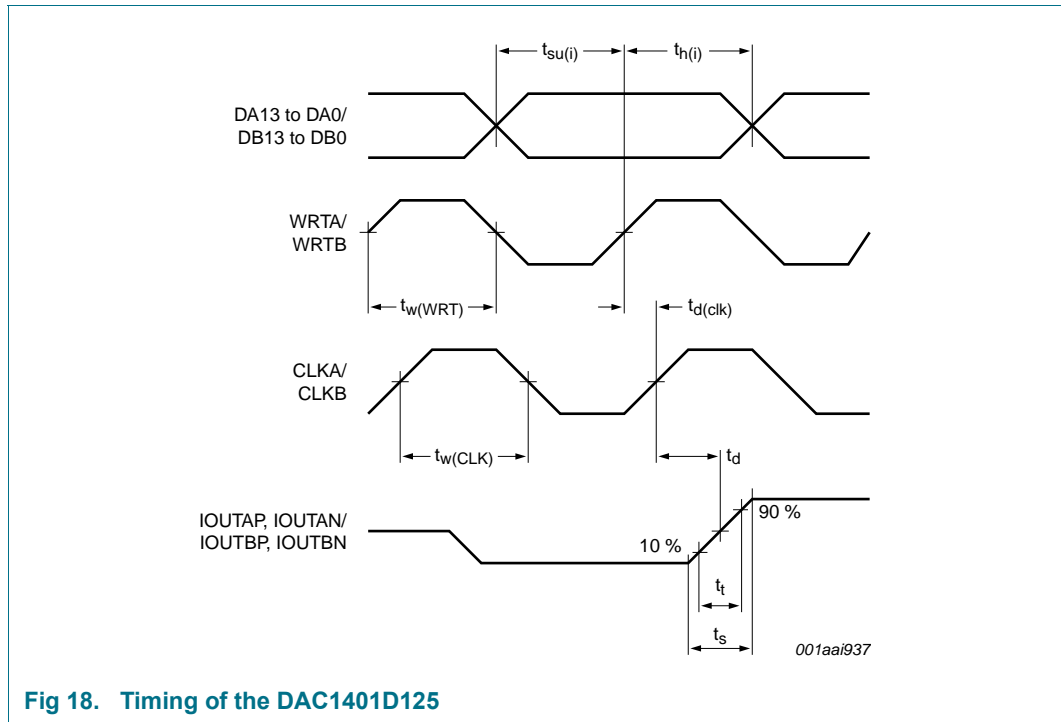 tsu(i)
th(i)
DA13 to DA0/
DB13 to DB0
WRTA/
WRTB
tw(WRT)
td(clk)
CLKA/
CLKB
tw(CLK)
td
IOUTAP, IOUTAN/
IOUTBP, IOUTBN
90 %
10 %
tt
ts
001aai937
Fig 18. Timing of the DAC1401D125